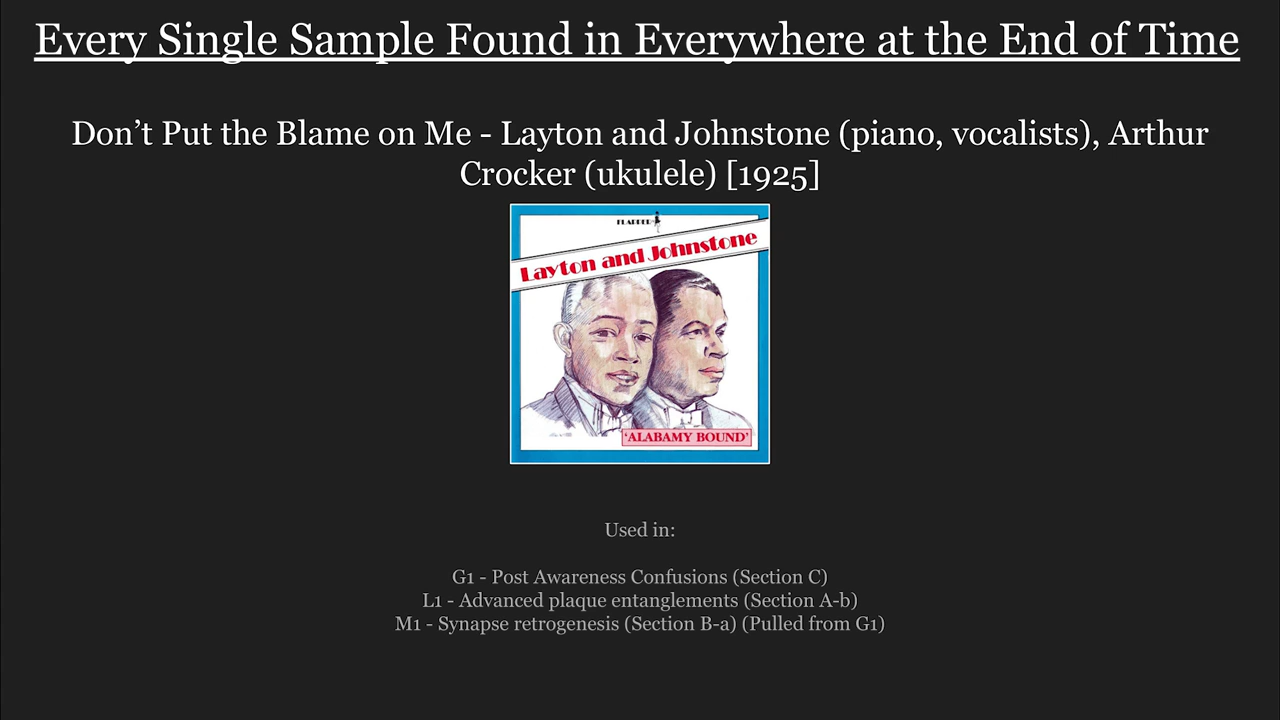 Every Single Sample Found in Everywhere at the End of Time
Don’t Put the Blame on Me - Layton and Johnstone (piano, vocalists), Arthur
Crocker (ukulele) [1925]
FLAPPER
Layton and Johnstone
‘ALABAMY BOUND’
Used in:
G1 - Post Awareness Confusions (Section C)
L1 - Advanced plaque entanglements (Section A-b)
M1 - Synapse retrogenesis (Section B-a) (Pulled from G1)